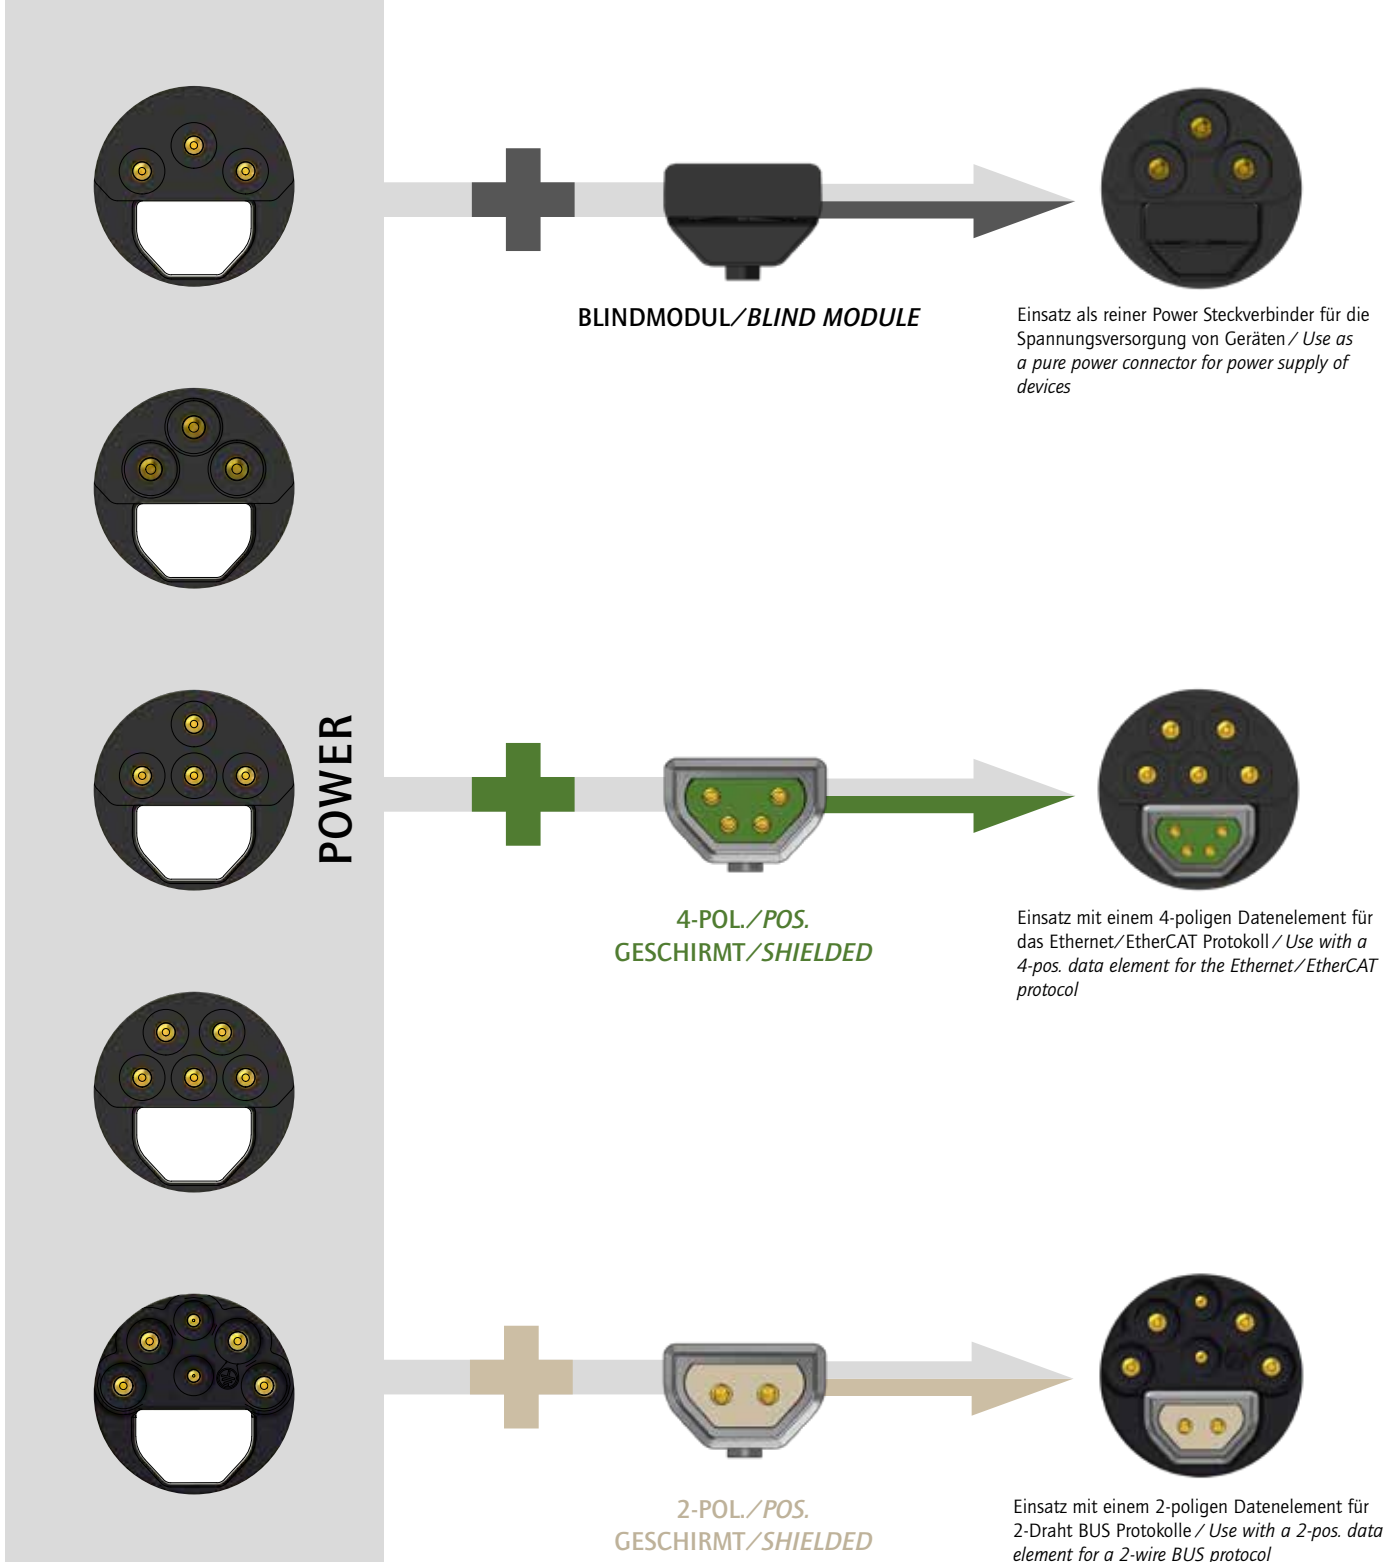 BLINDMODUL/BLIND MODULE
Einsatz als reiner Power Steckverbinder für die
Spannungsversorgung von Geräten / Use as
a pure power connector for power supply of
devices
POWER
4-POL./POS.
GESCHIRMT/SHIELDED
Einsatz mit einem 4-poligen Datenelement für
das Ethernet/EtherCAT Protokoll / Use with a
4-pos. data element for the Ethernet/EtherCAT
protocol
2-POL./POS.
GESCHIRMT/SHIELDED
Einsatz mit einem 2-poligen Datenelement für
2-Draht BUS Protokolle / Use with a 2-pos. data
element for a 2-wire BUS protocol